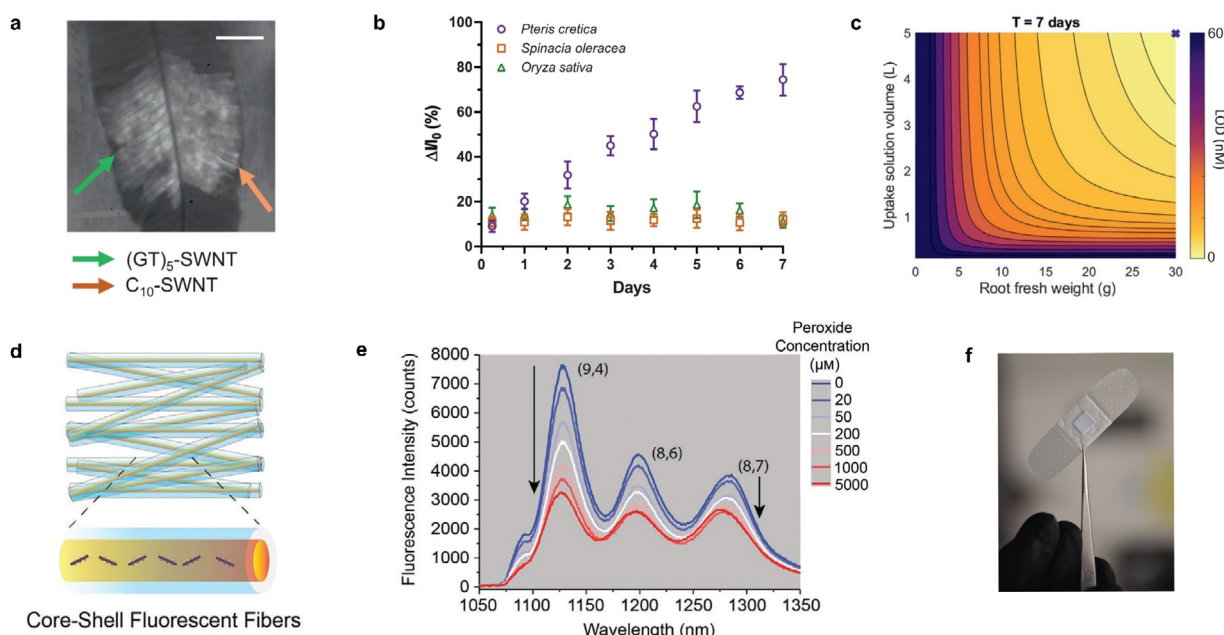 a
(GT)₅-SWNT
C₁₀-SWNT
b
100
80
60
40
20
0
ΔI/I₀ (%)
Pteris cretica
Spinacia oleracea
Oryza sativa
0 1 2 3 4 5 6 7
Days
c
T = 7 days
5
4
3
2
1
Uptake solution volume (L)
0 5 10 15 20 25 30
Root fresh weight (g)
60
0
LOD (nM)
d
Core-Shell Fluorescent Fibers
e
8000
7000
6000
5000
4000
3000
2000
1000
0
Fluorescence Intensity (counts)
(9,4)
(8,6)
(8,7)
1050 1100 1150 1200 1250 1300 1350
Wavelength (nm)
Peroxide
Concentration
(µM)
0
20
50
200
500
1000
5000
f